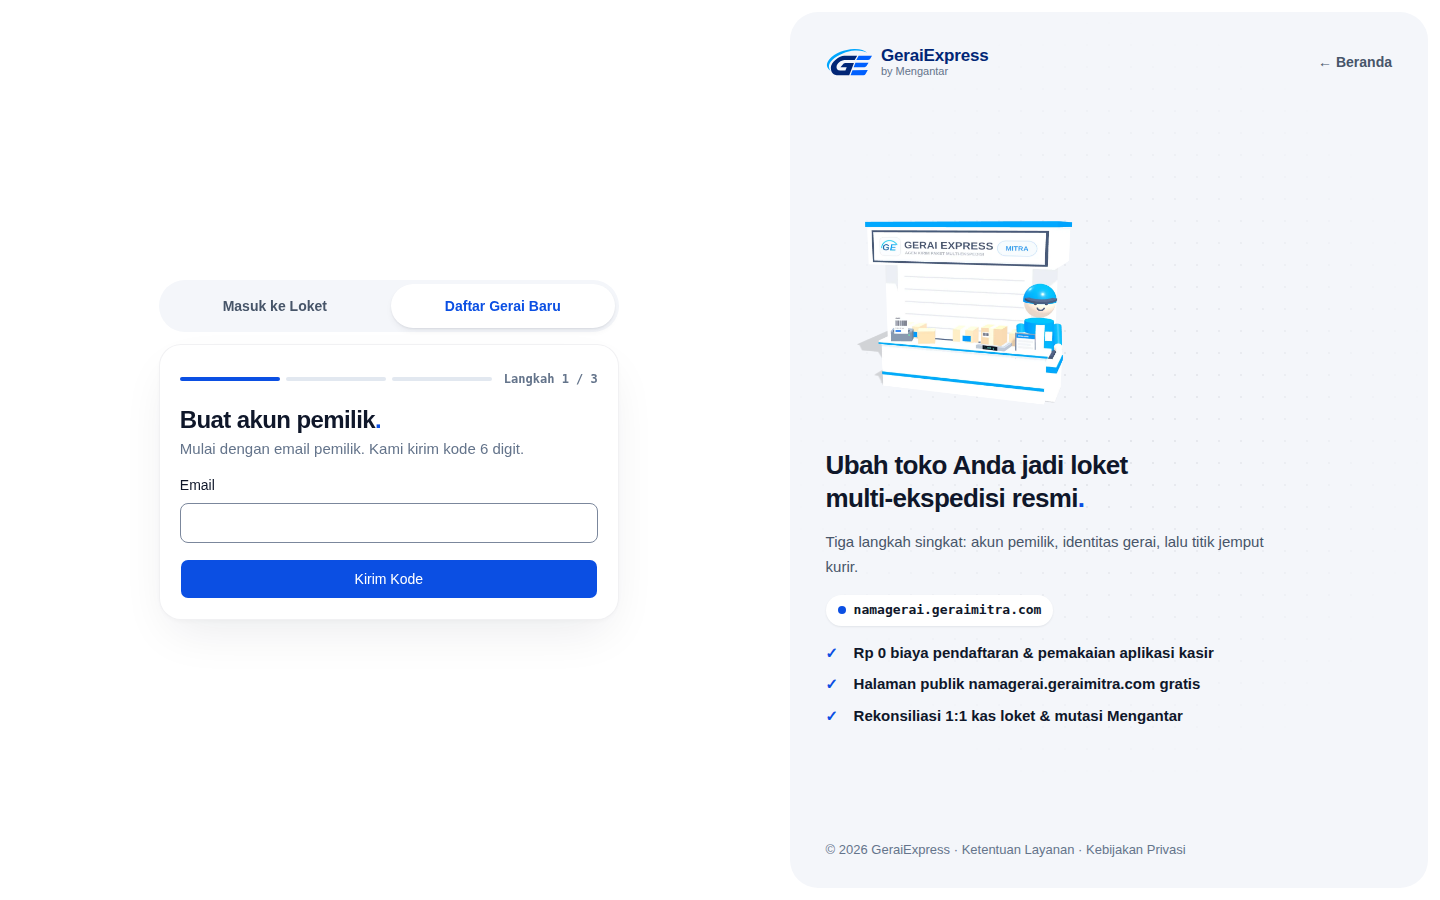 Masuk ke Loket
Daftar Gerai Baru
Langkah 1 / 3
Buat akun pemilik.
Mulai dengan email pemilik. Kami kirim kode 6 digit.
Email
Kirim Kode
GE GeraiExpress
by Mengantar
← Beranda
GE GERAI EXPRESS MITRA
Ubah toko Anda jadi loket
multi-ekspedisi resmi.
Tiga langkah singkat: akun pemilik, identitas gerai, lalu titik jemput
kurir.
namagerai.geraimitra.com
✓ Rp 0 biaya pendaftaran & pemakaian aplikasi kasir
✓ Halaman publik namagerai.geraimitra.com gratis
✓ Rekonsiliasi 1:1 kas loket & mutasi Mengantar
© 2026 GeraiExpress · Ketentuan Layanan · Kebijakan Privasi